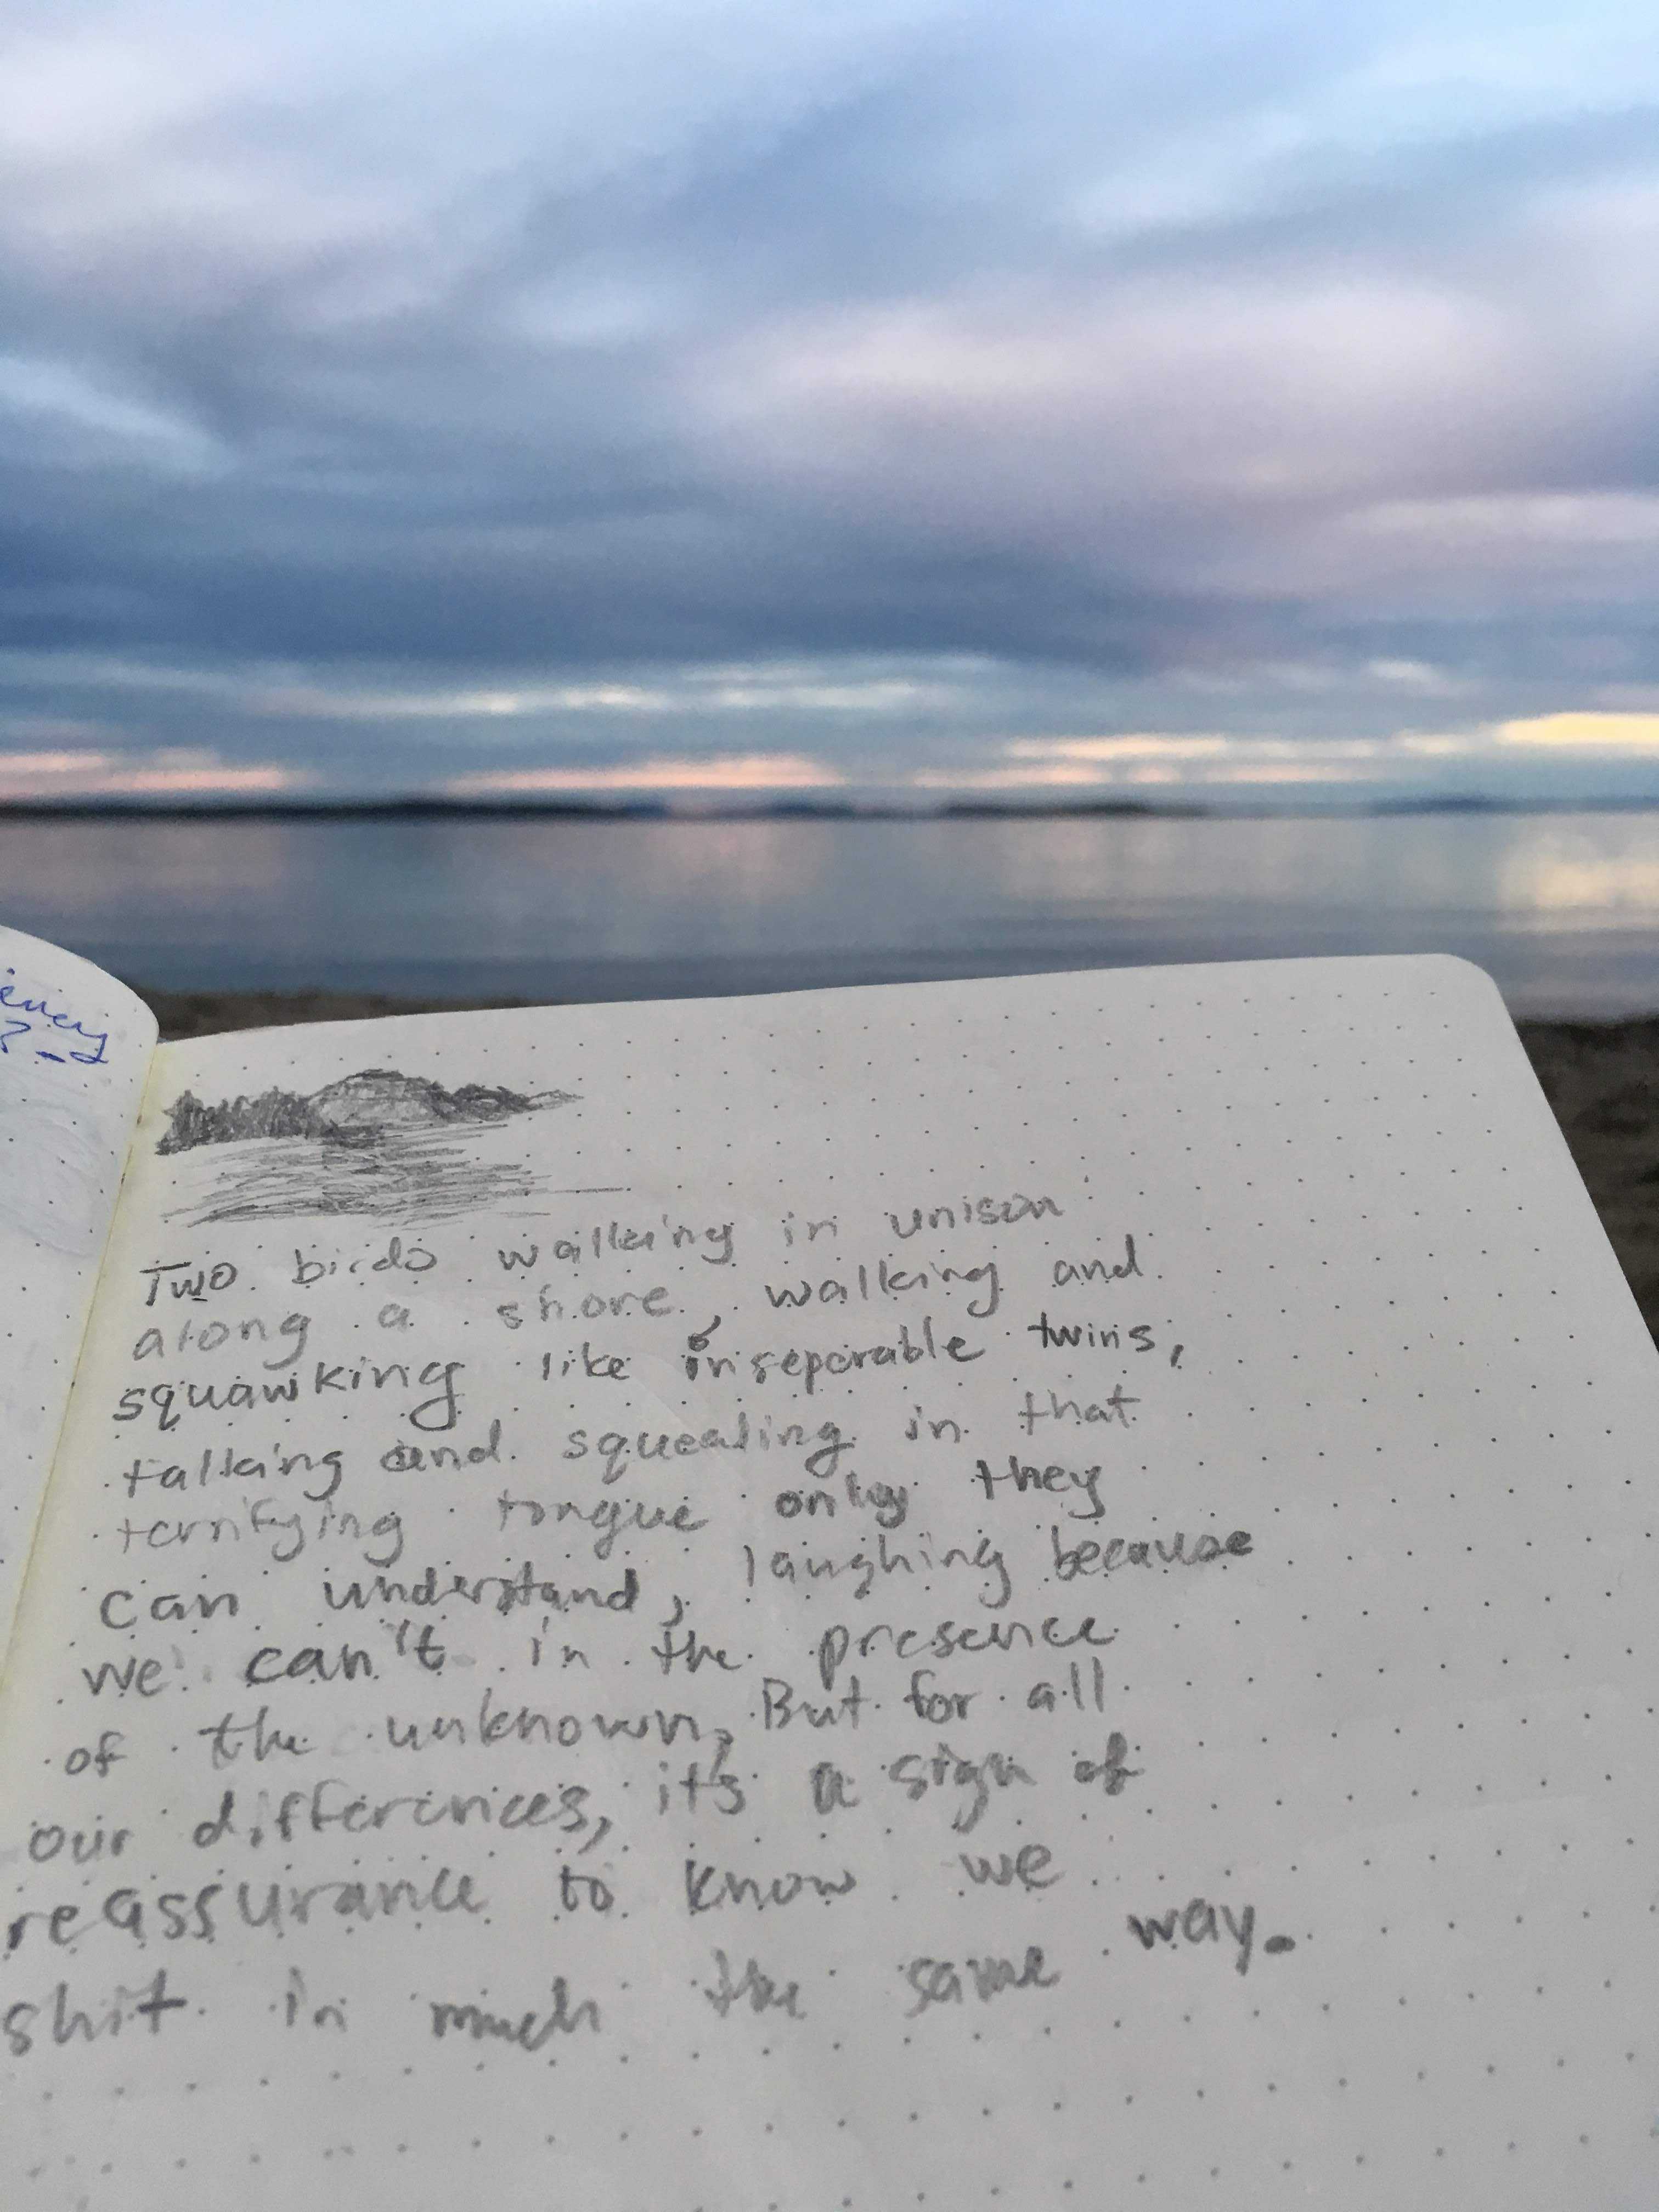 Two birds walking in unison
along a shore, walking and
squawking like inseparable twins,
talking and squealing in that
terrifying tongue only they
can understand, laughing because
we can't in the presence
of the unknown, But for all
our differences, it's a sign of
reassurance to know we
shit in much the same way.